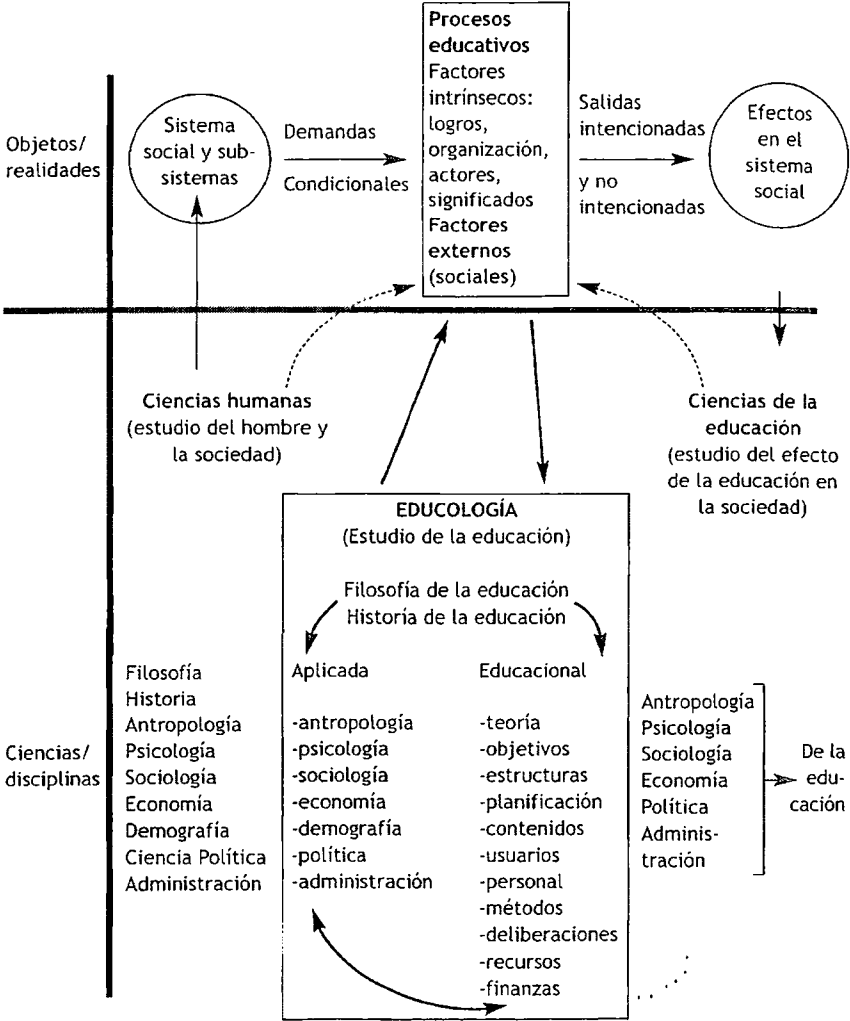 Objetos/
realidades
Sistema
social y sub-
sistemas
Demandas
Condicionales
Procesos
educativos
Factores
intrínsecos:
logros,
organización,
actores,
significados
Factores
externos
(sociales)
Salidas
intencionadas
y no
intencionadas
Efectos
en el
sistema
social
Ciencias humanas
(estudio del hombre y
la sociedad)
Ciencias de la
educación
(estudio del efecto
de la educación en
la sociedad)
EDUCOLOGÍA
(Estudio de la educación)
Filosofía de la educación
Historía de la educación
Ciencias/
disciplinas
Filosofía
Historia
Antropología
Psicología
Sociología
Economía
Demografía
Ciencia Política
Administración
Aplicada
-antropología
-psicología
-sociología
-economía
-demografía
-política
-administración
Educacional
-teoría
-objetivos
-estructuras
-planificación
-contenidos
-usuarios
-personal
-métodos
-deliberaciones
-recursos
-finanzas
Antropología
Psicología
Sociología
Economía
Política
Adminis-
tración
De la
edu-
cación